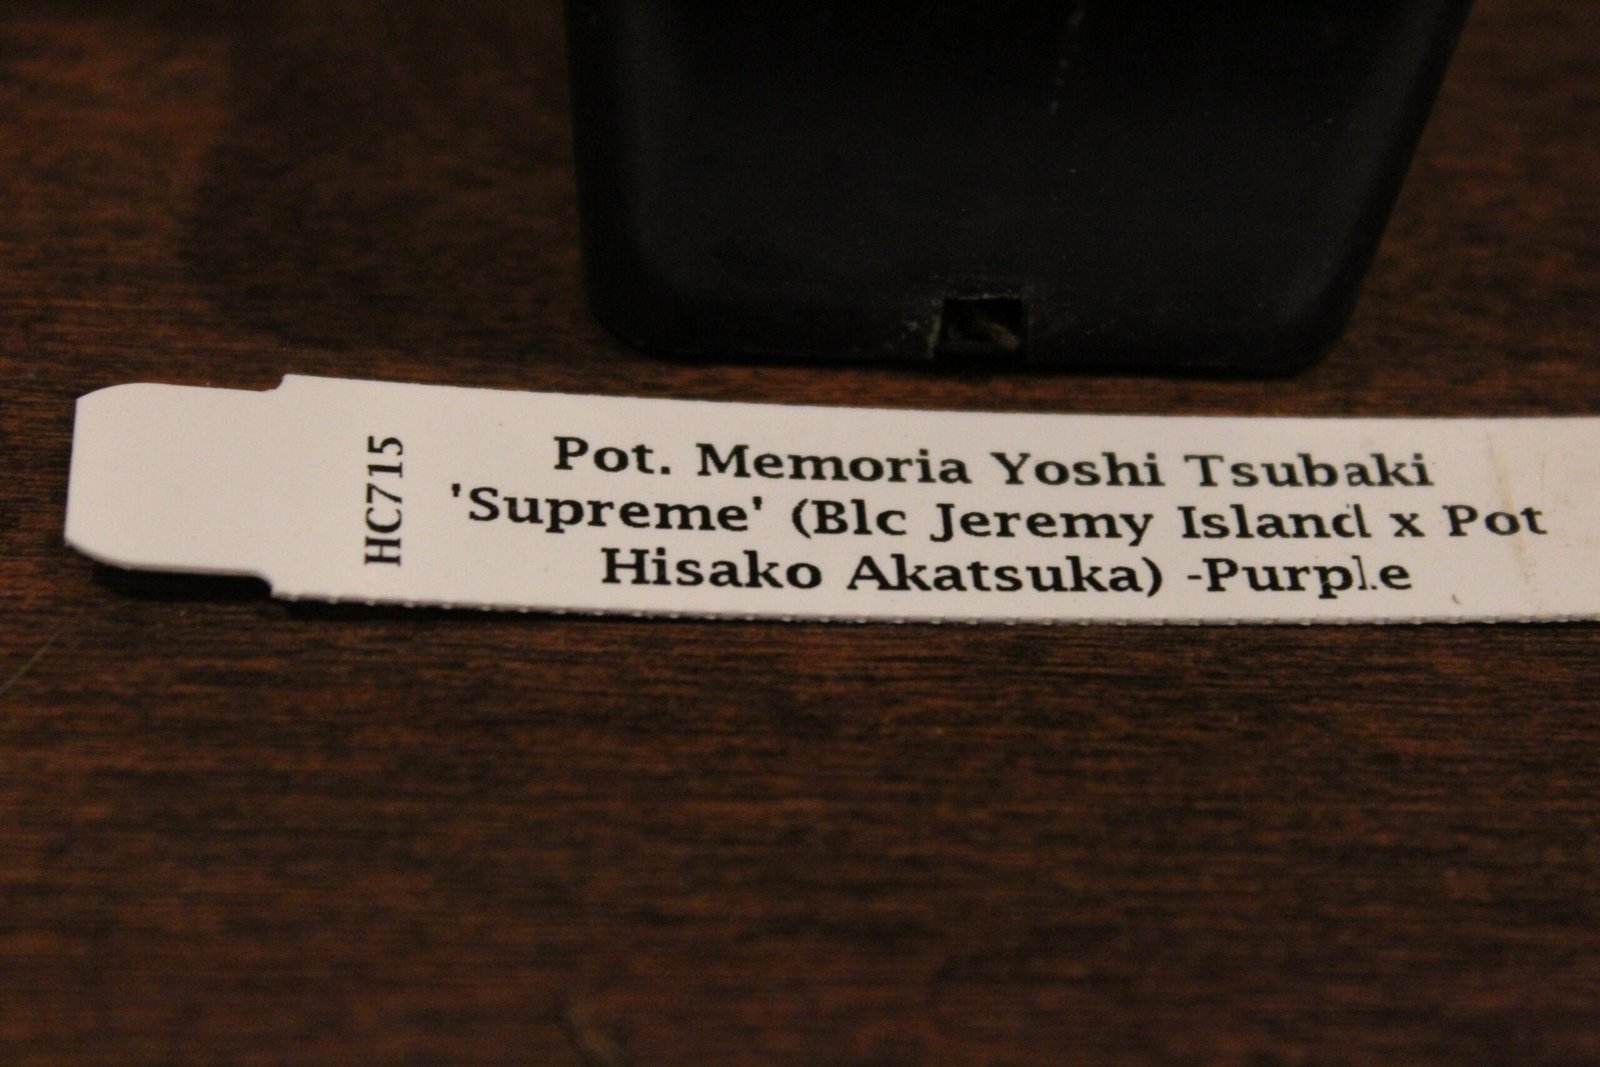 HC715
Pot. Memoria Yoshi Tsubaki
'Supreme' (Blc Jeremy Island x Pot
Hisako Akatsuka) -Purple